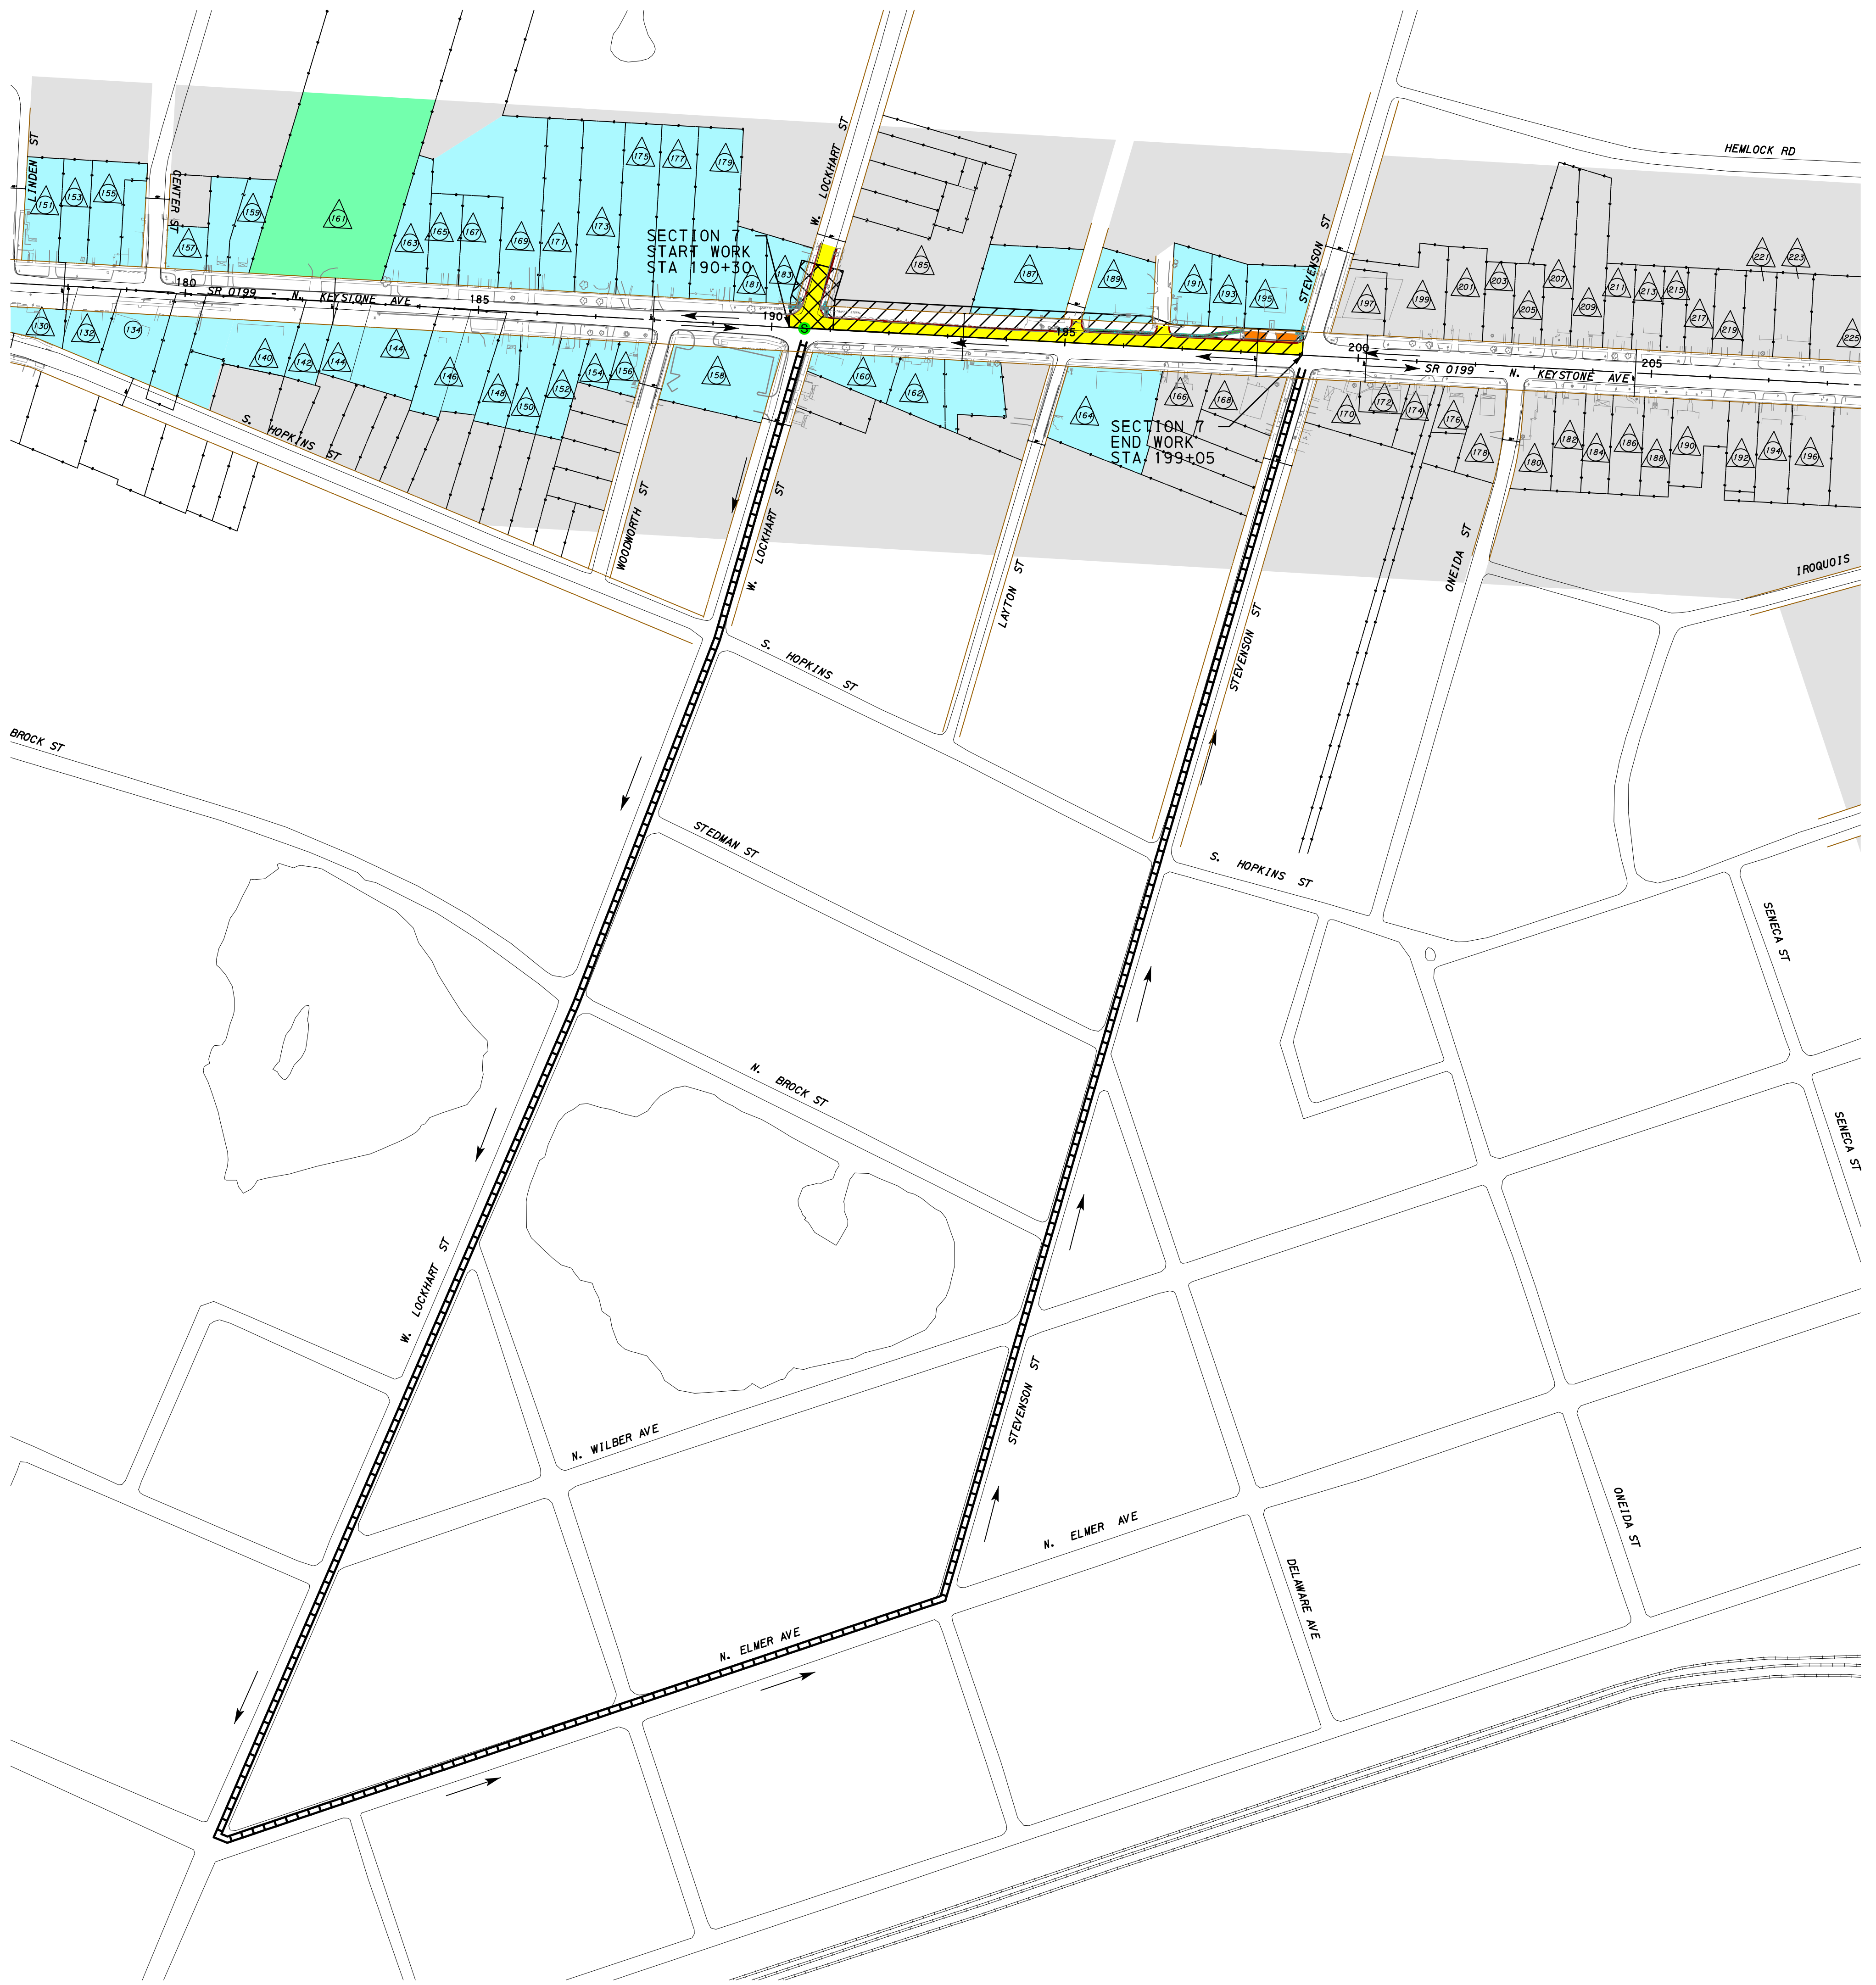 HEMLOCK RD
LINDEN ST
CENTER ST
W. LOCKHART ST
STEVENSON ST
151
153
155
157
159
161
163
165
167
169
171
173
175
177
179
181
183
185
187
189
191
193
195
197
199
201
203
205
207
209
211
213
215
217
219
221
223
225
SECTION 7
START WORK
STA 190+30
180
SR 0199 - N. KEYSTONE AVE
185
190
S
195
200
SR 0199 - N. KEYSTONE AVE
205
130
132
134
140
142
144
144
146
148
150
152
154
156
158
160
162
164
166
168
170
172
174
176
178
180
182
184
186
188
190
192
194
196
SECTION 7
END WORK
STA 199+05
S. HOPKINS ST
WOODWORTH ST
W. LOCKHART ST
LAYTON ST
STEVENSON ST
ONEIDA ST
IROQUOIS
S. HOPKINS ST
BROCK ST
STEDMAN ST
S. HOPKINS ST
SENECA ST
N. BROCK ST
SENECA ST
W. LOCKHART ST
N. WILBER AVE
STEVENSON ST
N. ELMER AVE
ONEIDA ST
DELAWARE AVE
N. ELMER AVE